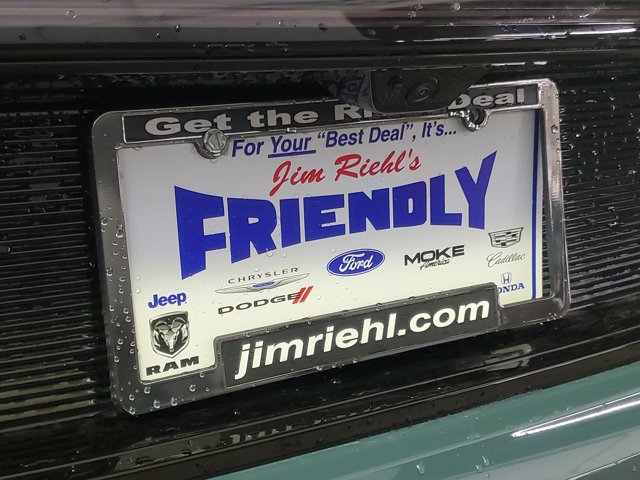 Get the Ri Deal
For Your "Best Deal", It's...
Jim Riehl's
FRIENDLY
CHRYSLER
Ford
MOKE
America
Cadillac
Jeep
DODGE
HONDA
RAM
jimriehl.com